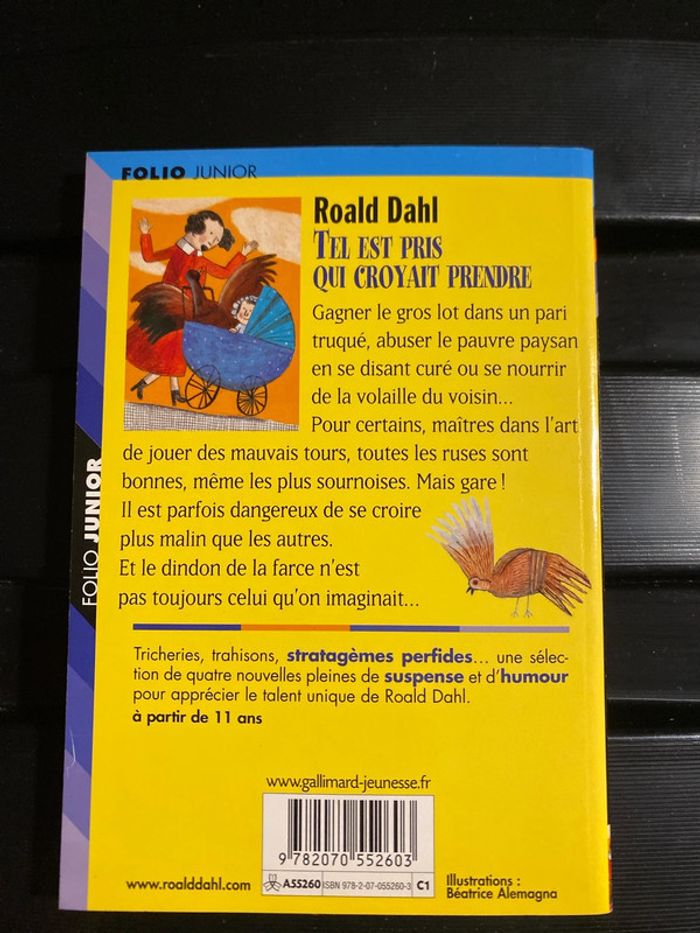 FOLIO JUNIOR
Roald Dahl
TEL EST PRIS
QUI CROYAIT PRENDRE
Gagner le gros lot dans un pari
truqué, abuser le pauvre paysan
en se disant curé ou se nourrir
de la volaille du voisin...
Pour certains, maîtres dans l'art
de jouer des mauvais tours, toutes les ruses sont
bonnes, même les plus sournoises. Mais gare !
Il est parfois dangereux de se croire
plus malin que les autres.
Et le dindon de la farce n'est
pas toujours celui qu'on imaginait...
Tricheries, trahisons, stratagèmes perfides... une sélec-
tion de quatre nouvelles pleines de suspense et d'humour
pour apprécier le talent unique de Roald Dahl.
à partir de 11 ans
www.gallimard-jeunesse.fr
9 782070 552603
www.roalddahl.com
A55260 ISBN 978-2-07-055260-3 C1
Illustrations :
Béatrice Alemagna
FOLIO JUNIOR